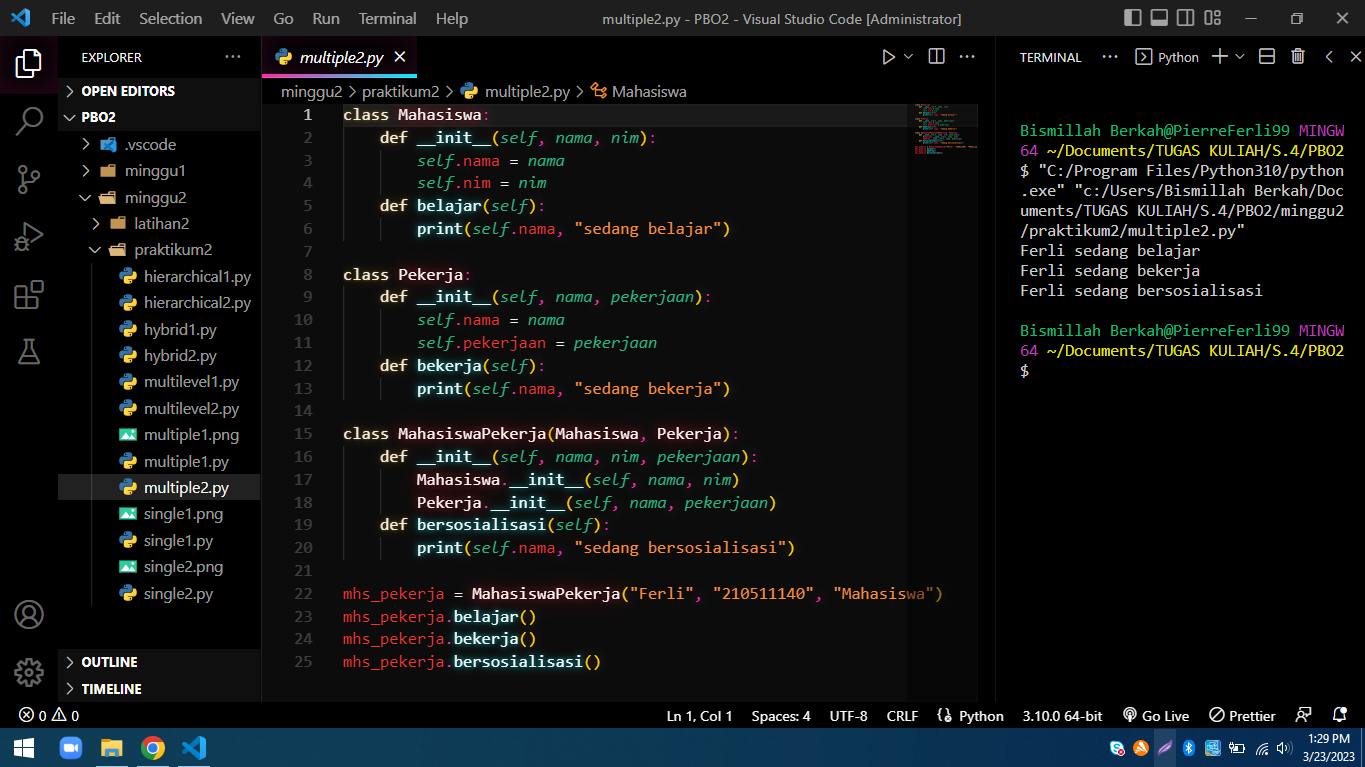 File Edit Selection View Go Run Terminal Help
multiple2.py - PBO2 - Visual Studio Code [Administrator]
EXPLORER
OPEN EDITORS
PBO2
.vscode
minggu1
minggu2
latihan2
praktikum2
hierarchical1.py
hierarchical2.py
hybrid1.py
hybrid2.py
multilevel1.py
multilevel2.py
multiple1.png
multiple1.py
multiple2.py
single1.png
single1.py
single2.png
single2.py
OUTLINE
TIMELINE
multiple2.py
minggu2 > praktikum2 > multiple2.py > Mahasiswa
1 class Mahasiswa:
2     def __init__(self, nama, nim):
3         self.nama = nama
4         self.nim = nim
5     def belajar(self):
6         print(self.nama, "sedang belajar")
7
8 class Pekerja:
9     def __init__(self, nama, pekerjaan):
10         self.nama = nama
11         self.pekerjaan = pekerjaan
12     def bekerja(self):
13         print(self.nama, "sedang bekerja")
14
15 class MahasiswaPekerja(Mahasiswa, Pekerja):
16     def __init__(self, nama, nim, pekerjaan):
17         Mahasiswa.__init__(self, nama, nim)
18         Pekerja.__init__(self, nama, pekerjaan)
19     def bersosialisasi(self):
20         print(self.nama, "sedang bersosialisasi")
21
22 mhs_pekerja = MahasiswaPekerja("Ferli", "210511140", "Mahasiswa")
23 mhs_pekerja.belajar()
24 mhs_pekerja.bekerja()
25 mhs_pekerja.bersosialisasi()
TERMINAL
Python
Bismillah Berkah@PierreFerli99 MINGW
64 ~/Documents/TUGAS KULIAH/S.4/PBO2
$ "C:/Program Files/Python310/python
.exe" "c:/Users/Bismillah Berkah/Doc
uments/TUGAS KULIAH/S.4/PBO2/minggu2
/praktikum2/multiple2.py"
Ferli sedang belajar
Ferli sedang bekerja
Ferli sedang bersosialisasi
Bismillah Berkah@PierreFerli99 MINGW
64 ~/Documents/TUGAS KULIAH/S.4/PBO2
$
0 0
Ln 1, Col 1 Spaces: 4 UTF-8 CRLF Python 3.10.0 64-bit Go Live Prettier
1:29 PM
3/23/2023